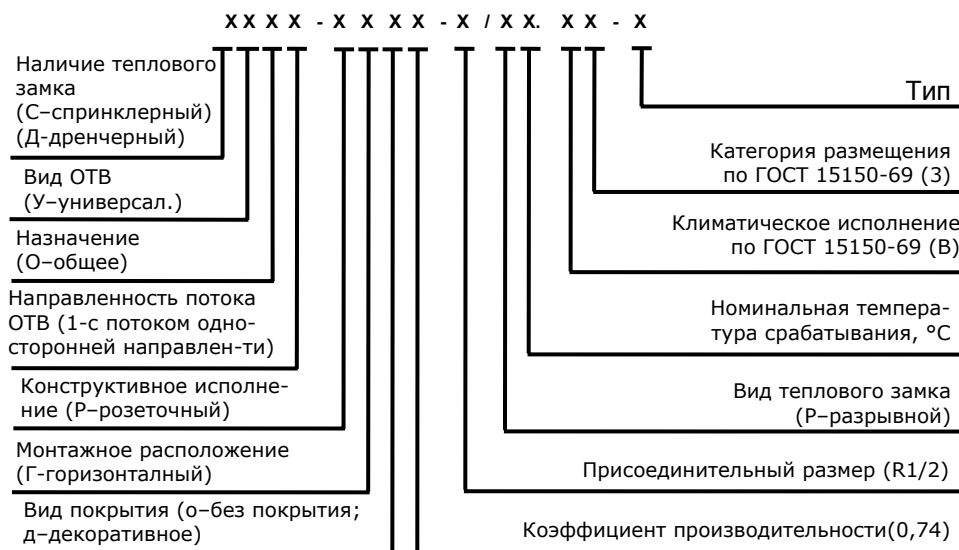 X X X X - X X X X - X / X X. X X - X
Наличие теплового
замка
(С–спринклерный)
(Д-дренчерный)
Вид ОТВ
(У–универсал.)
Назначение
(О–общее)
Направленность потока
ОТВ (1-с потоком одно-
сторонней направлен-ти)
Конструктивное исполне-
ние (Р–розеточный)
Монтажное расположение
(Г-горизонталный)
Вид покрытия (о–без покрытия;
д–декоративное)
Тип
Категория размещения
по ГОСТ 15150-69 (3)
Климатическое исполнение
по ГОСТ 15150-69 (В)
Номинальная темпера-
тура срабатывания, °С
Вид теплового замка
(Р–разрывной)
Присоединительный размер (R1/2)
Коэффициент производительности(0,74)